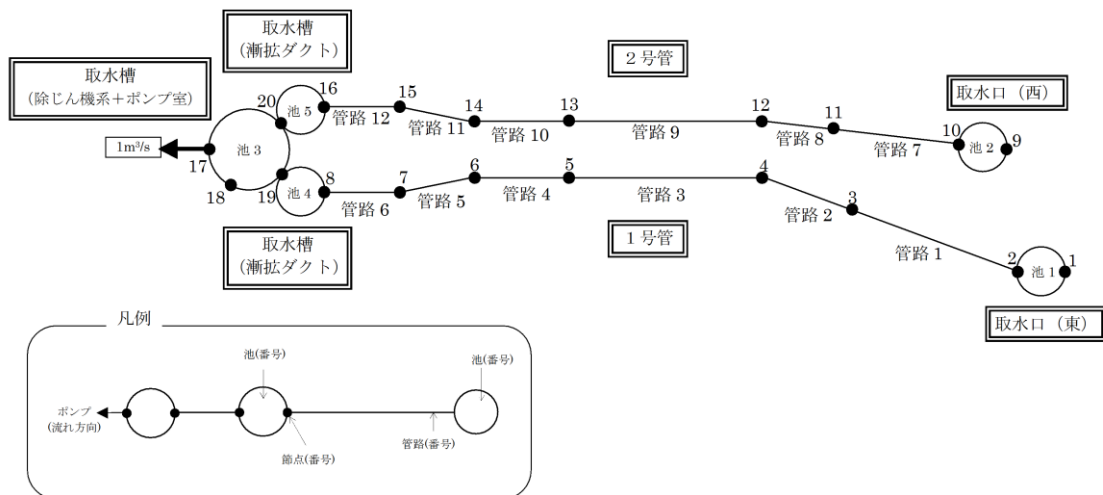 取水槽
(漸拡ダクト)
取水槽
(除じん機系+ポンプ室)
2号管
取水口(西)
16
15
14
13
12
11
10
9
20
池5
管路12
管路11
管路10
管路9
管路8
管路7
池2
1m³/s
池3
17
18
19
池4
8
7
6
5
4
3
2
1
管路6
管路5
管路4
管路3
管路2
管路1
池1
取水槽
(漸拡ダクト)
1号管
取水口(東)
凡例
池(番号)
池(番号)
ポンプ
(流れ方向)
節点(番号)
管路(番号)